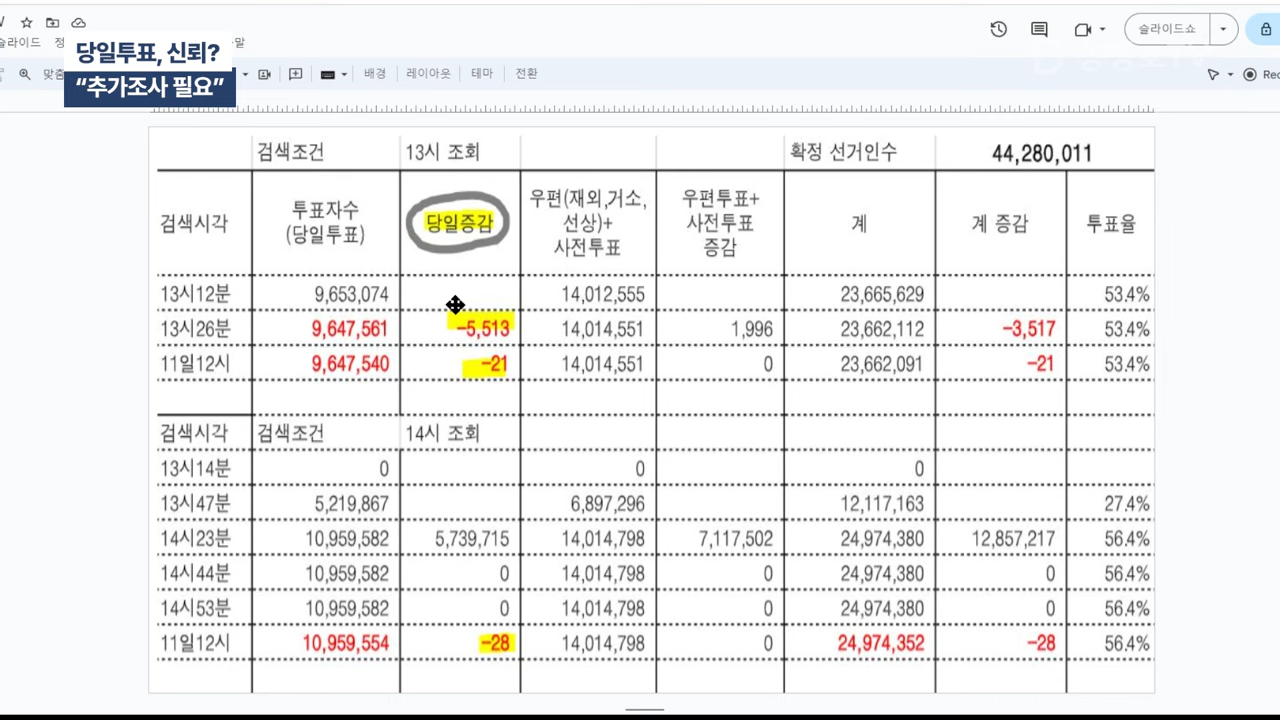 슬라이드쇼
슬라이드
당일투표, 신뢰?
"추가조사 필요"
배경 레이아웃 테마 전환
Rec
검색조건 13시 조회 확정 선거인수 44,280,011
검색시각 투표자수 (당일투표) 당일증감 우편(재외,거소, 선상)+ 사전투표 우편투표+ 사전투표 증감 계 계 증감 투표율
13시12분 9,653,074 14,012,555 23,665,629 53.4%
13시26분 9,647,561 -5,513 14,014,551 1,996 23,662,112 -3,517 53.4%
11일12시 9,647,540 -21 14,014,551 0 23,662,091 -21 53.4%
검색시각 검색조건 14시 조회
13시14분 0 0 0
13시47분 5,219,867 6,897,296 12,117,163 27.4%
14시23분 10,959,582 5,739,715 14,014,798 7,117,502 24,974,380 12,857,217 56.4%
14시44분 10,959,582 0 14,014,798 0 24,974,380 0 56.4%
14시53분 10,959,582 0 14,014,798 0 24,974,380 0 56.4%
11일12시 10,959,554 -28 14,014,798 0 24,974,352 -28 56.4%